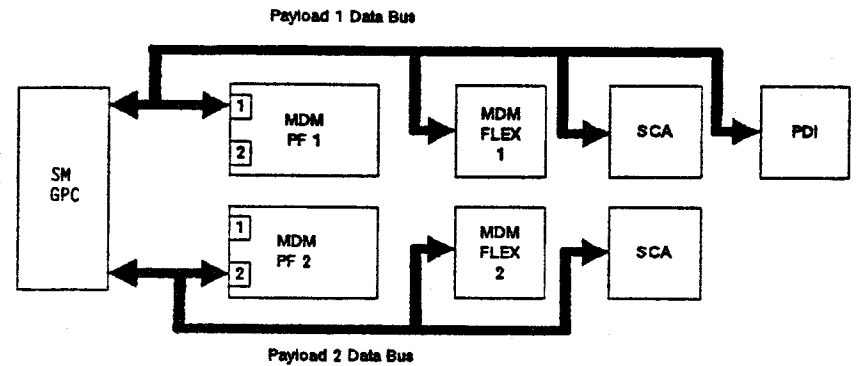 Payload 1 Data Bus
SM
GPC
1
2
MDM
PF 1
MDM
FLEX
1
SCA
PDI
1
2
MDM
PF 2
MDM
FLEX
2
SCA
Payload 2 Data Bus